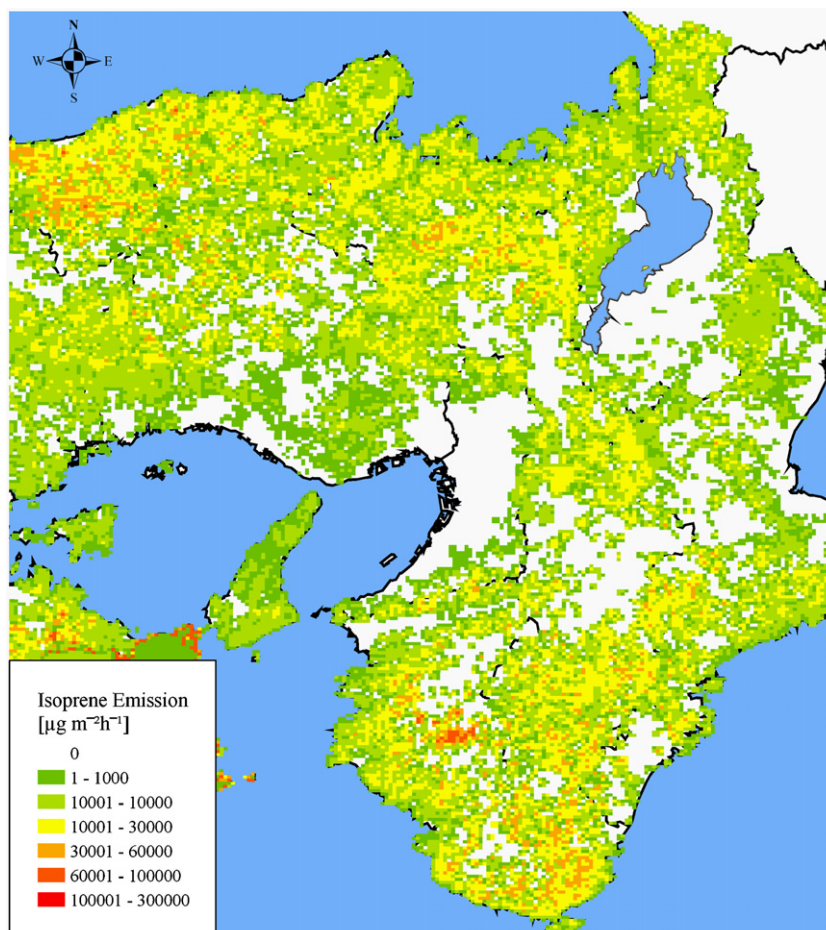 N
W E
S
Isoprene Emission
[µg m⁻²h⁻¹]
0
1 - 1000
10001 - 10000
10001 - 30000
30001 - 60000
60001 - 100000
100001 - 300000